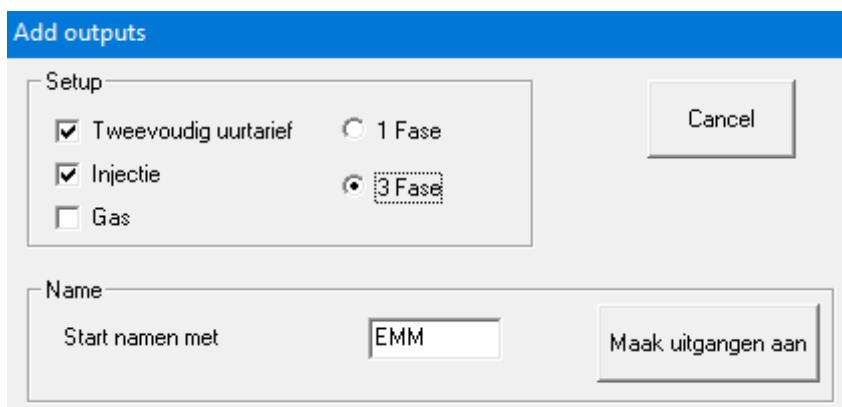 Add outputs
Setup
Tweevoudig uurtarief
1 Fase
Cancel
Injectie
3 Fase
Gas
Name
Start namen met
EMM
Maak uitgangen aan